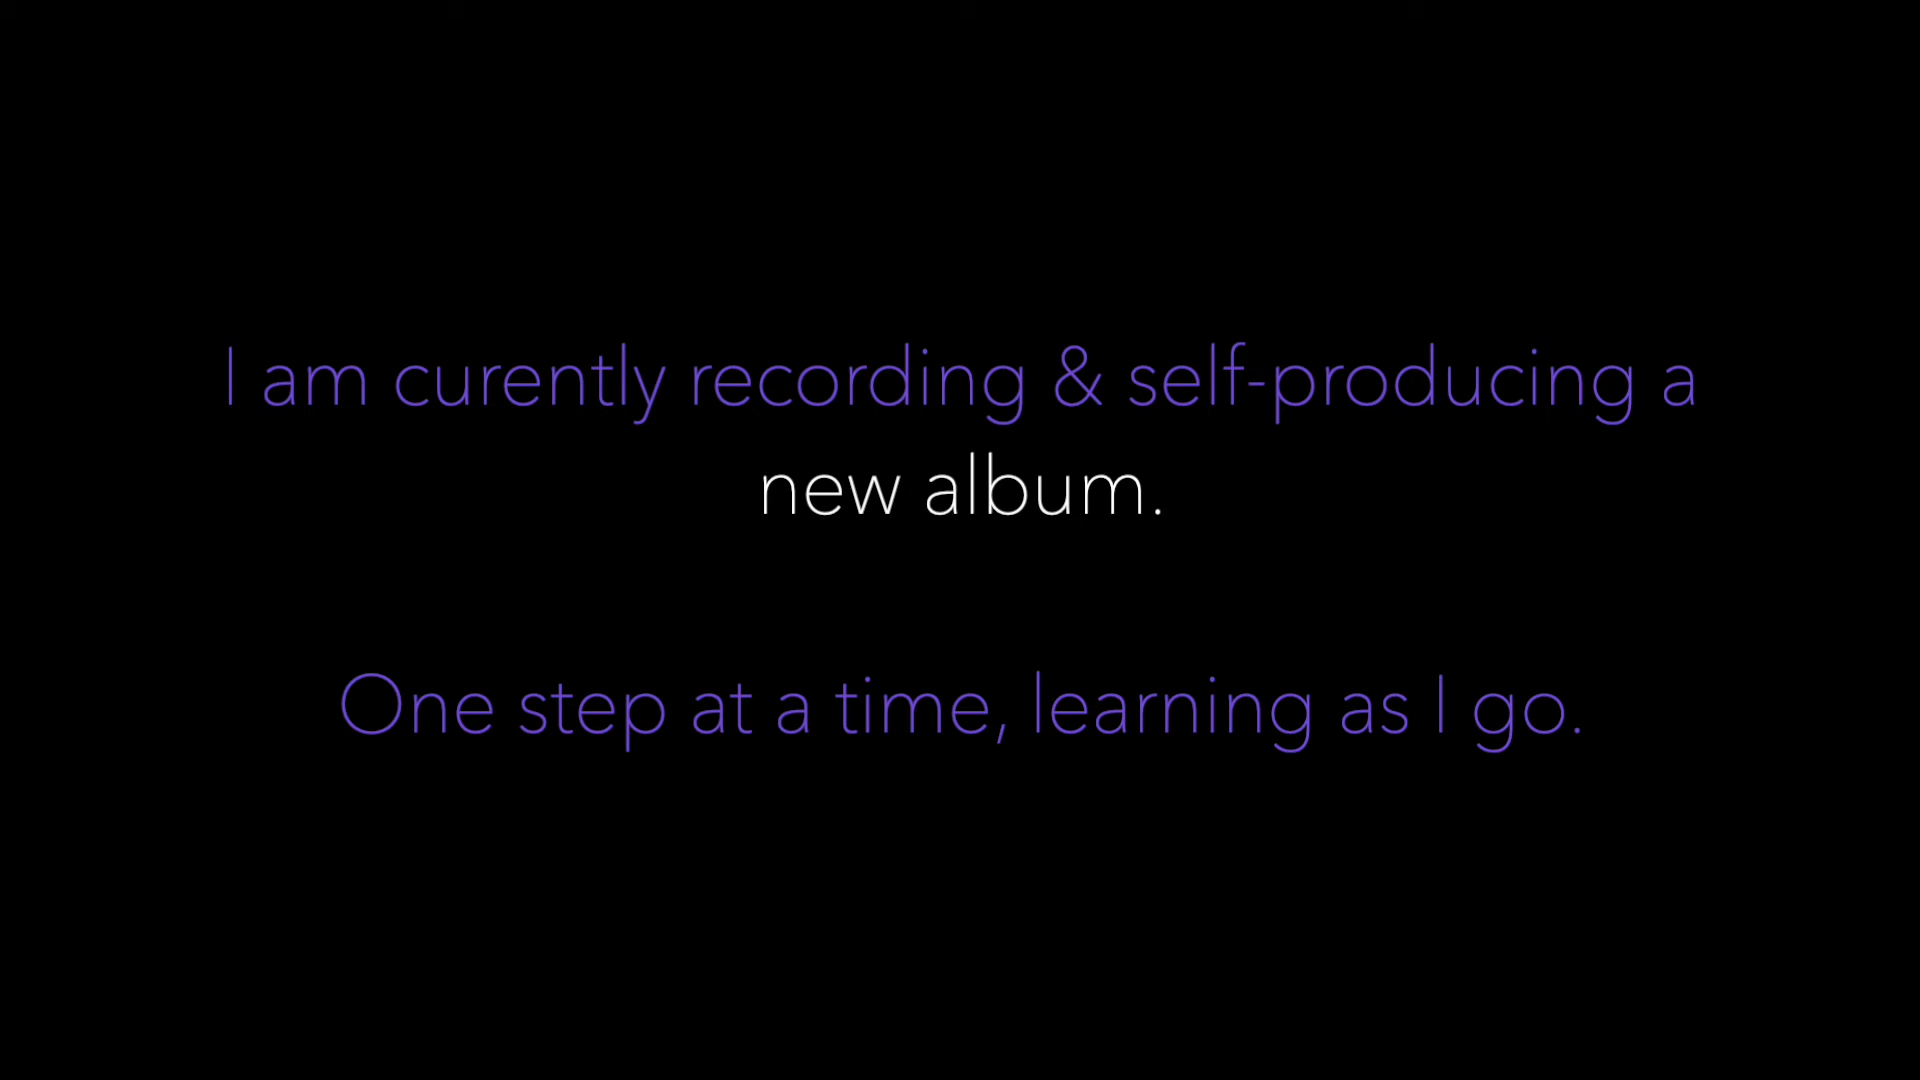 I am curently recording & self-producing a
new album.
One step at a time, learning as I go.